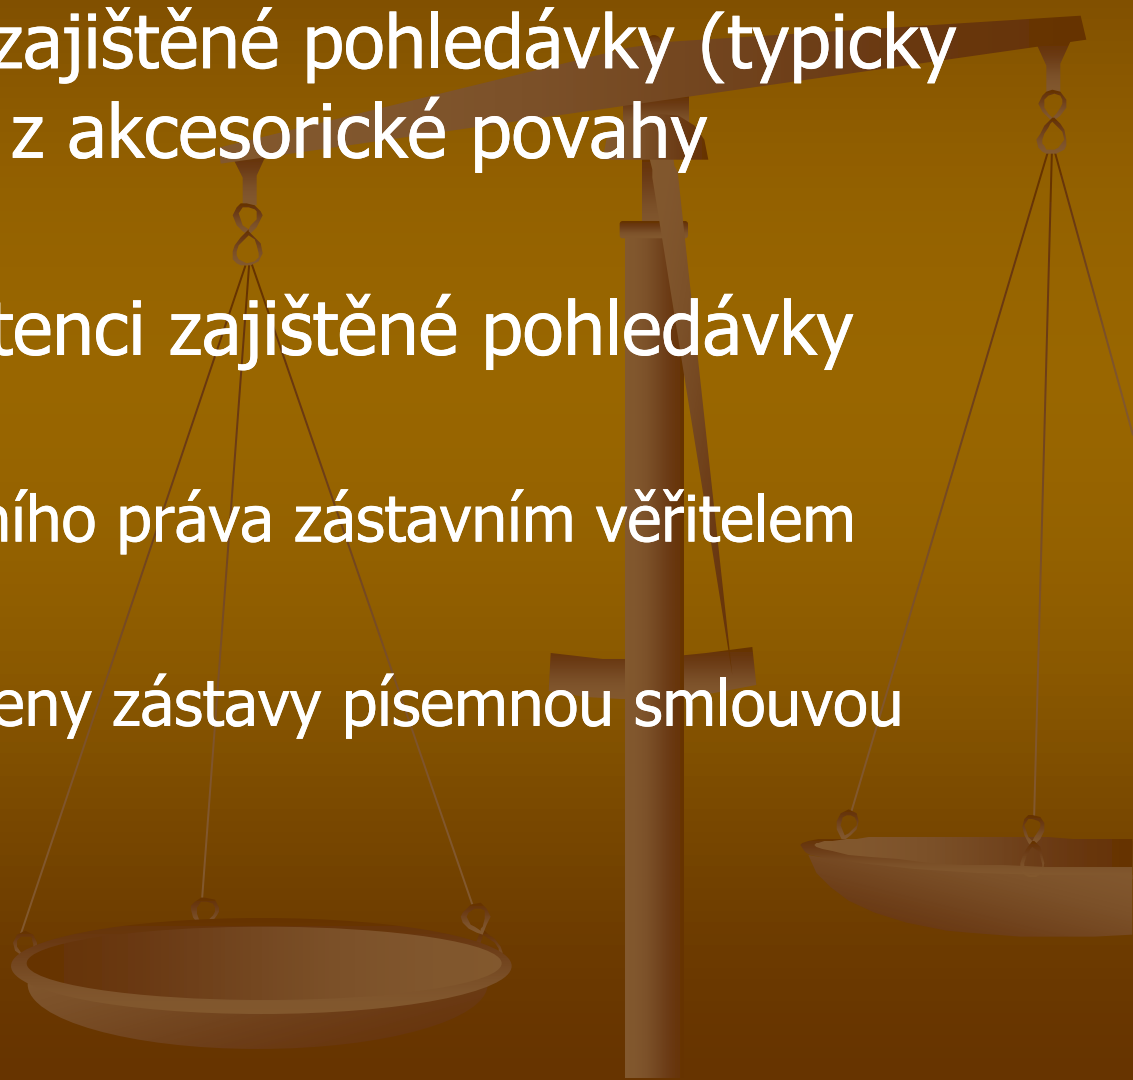 zajištěné pohledávky (typicky
z akcesorické povahy
tenci zajištěné pohledávky
ního práva zástavním věřitelem
eny zástavy písemnou smlouvou